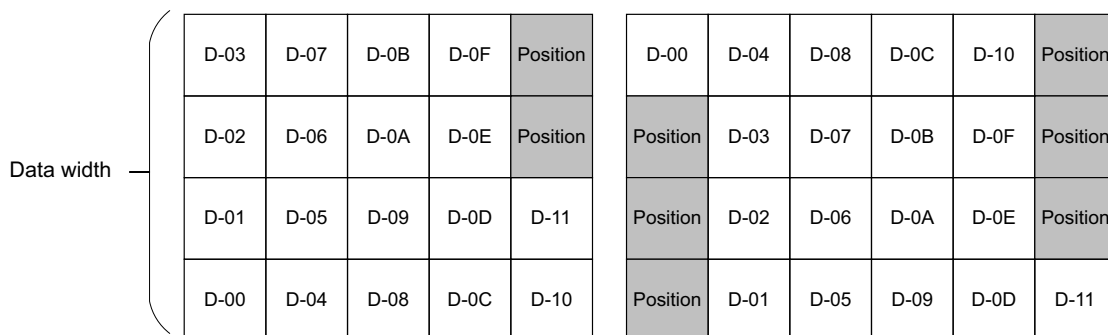 D-03 D-07 D-0B D-0F Position D-00 D-04 D-08 D-0C D-10 Position
D-02 D-06 D-0A D-0E Position Position D-03 D-07 D-0B D-0F Position
Data width
D-01 D-05 D-09 D-0D D-11 Position D-02 D-06 D-0A D-0E Position
D-00 D-04 D-08 D-0C D-10 Position D-01 D-05 D-09 D-0D D-11